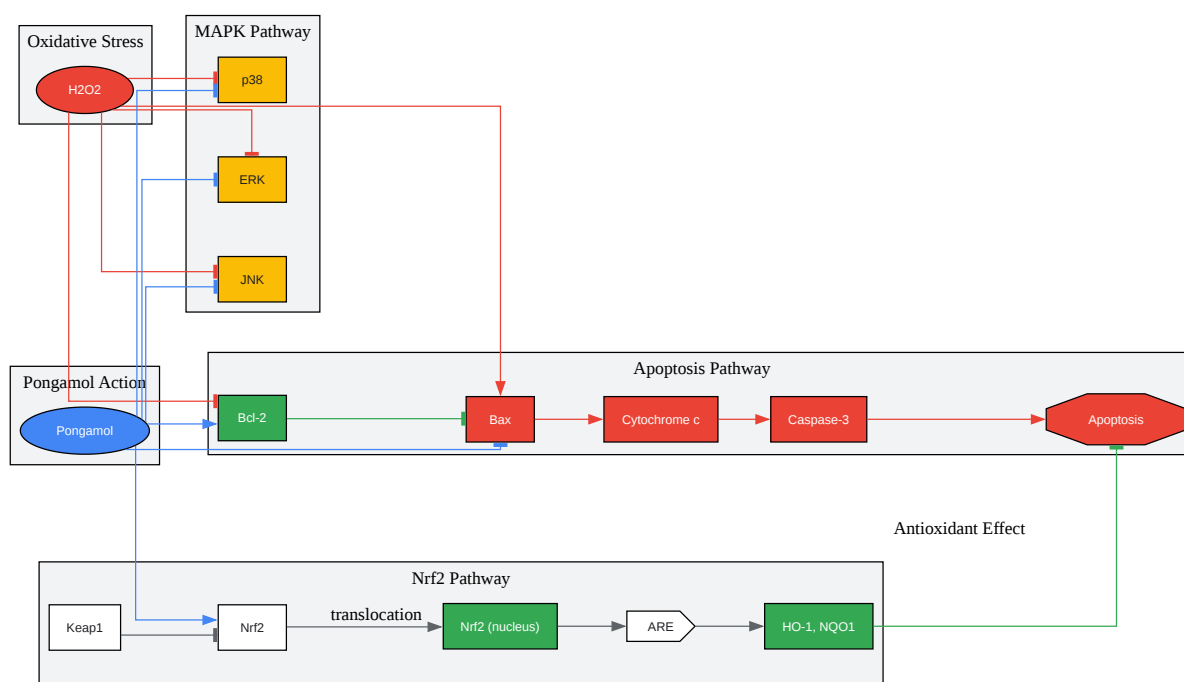 Oxidative Stress
H2O2
MAPK Pathway
p38
ERK
JNK
Pongamol Action
Pongamol
Apoptosis Pathway
Bcl-2
Bax
Cytochrome c
Caspase-3
Apoptosis
Antioxidant Effect
Nrf2 Pathway
Keap1
Nrf2
translocation
Nrf2 (nucleus)
ARE
HO-1, NQO1